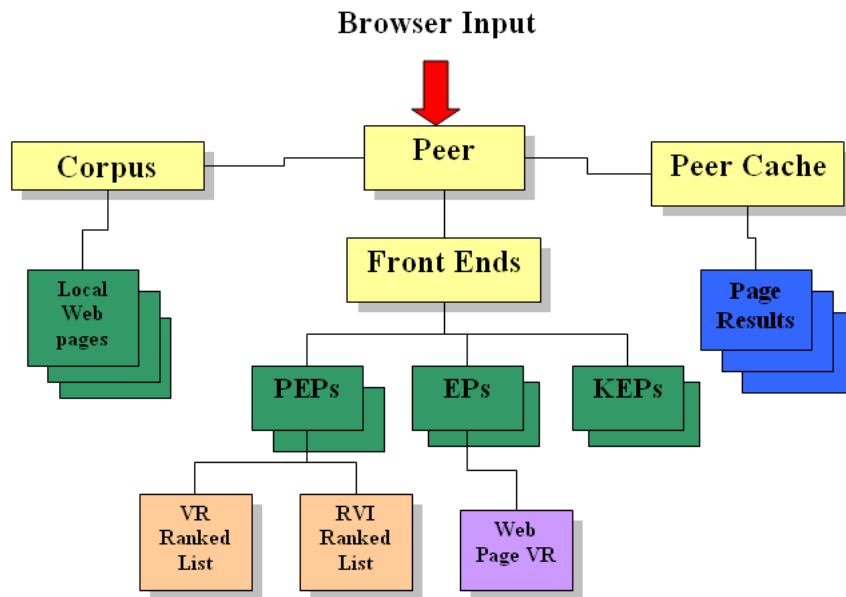 Browser Input
Corpus
Peer
Peer Cache
Front Ends
Local
Web
pages
Page
Results
PEPs
EPs
KEPs
VR
Ranked
List
RVI
Ranked
List
Web
Page VR